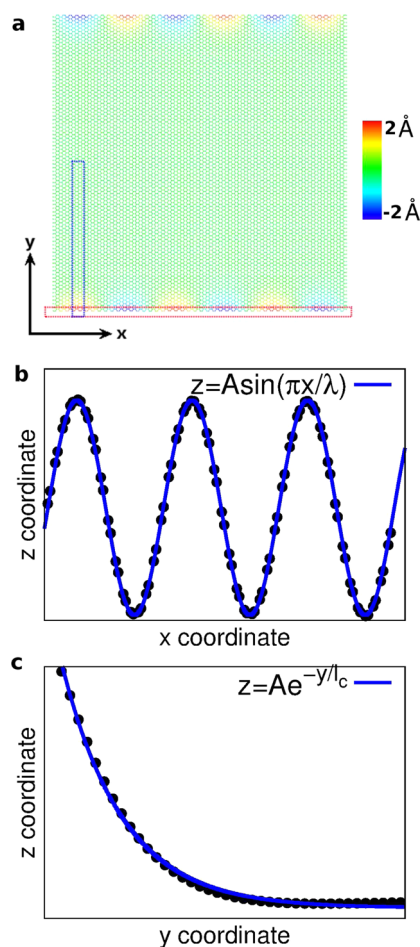 a
2 Å
-2 Å
y
x
b
z=Asin(πx/λ)
z coordinate
x coordinate
c
z=Ae^{-y/l_c}
z coordinate
y coordinate